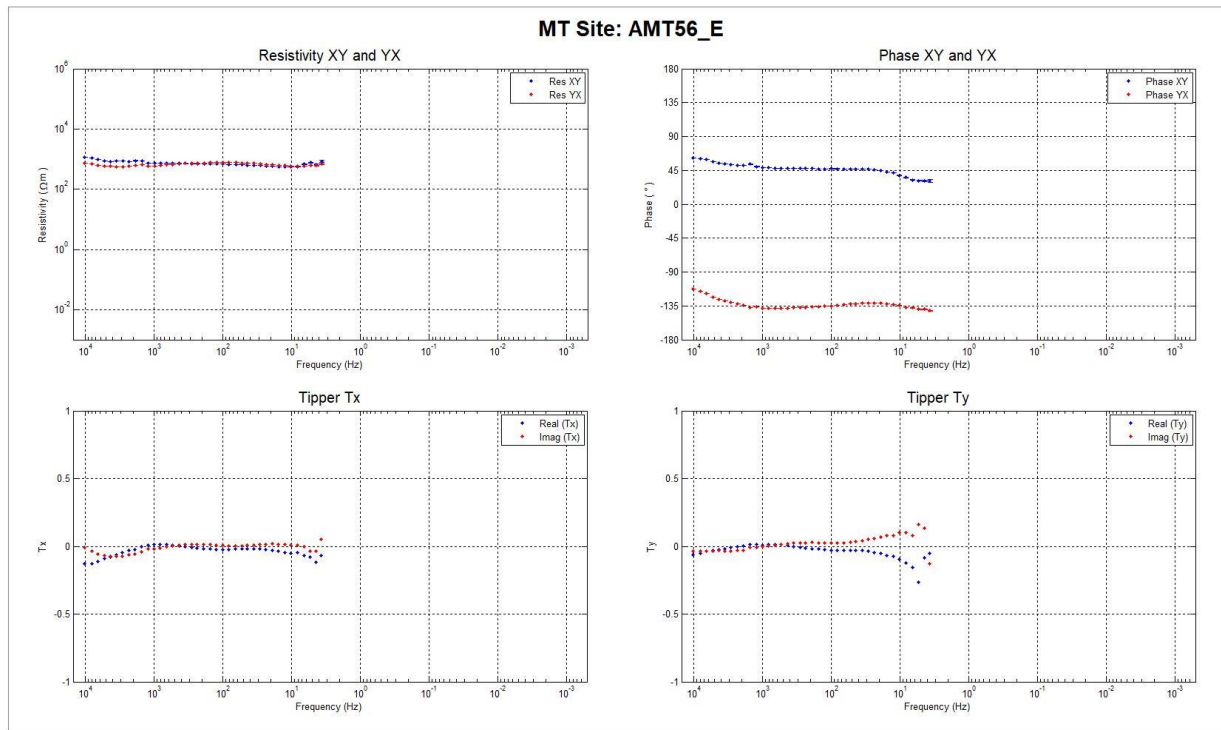 MT Site: AMT56_E
Resistivity XY and YX
Res XY
Res YX
10^6
10^4
10^2
10^0
10^-2
Resistivity (Ωm)
10^4 10^3 10^2 10^1 10^0 10^-1 10^-2 10^-3
Frequency (Hz)
Phase XY and YX
Phase XY
Phase YX
180
135
90
45
0
-45
-90
-135
-180
Phase (°)
10^4 10^3 10^2 10^1 10^0 10^-1 10^-2 10^-3
Frequency (Hz)
Tipper Tx
Real (Tx)
Imag (Tx)
1
0.5
0
-0.5
-1
Tx
10^4 10^3 10^2 10^1 10^0 10^-1 10^-2 10^-3
Frequency (Hz)
Tipper Ty
Real (Ty)
Imag (Ty)
1
0.5
0
-0.5
-1
Ty
10^4 10^3 10^2 10^1 10^0 10^-1 10^-2 10^-3
Frequency (Hz)